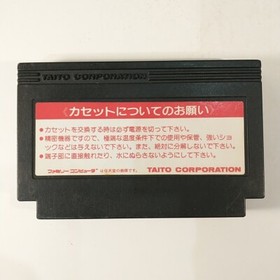 TAITO CORPORATION
〈カセットについてのお願い〉
●カセットを交換する時は必ず電源を切って下さい。
●精密機器ですので、極端な温度条件下での使用や保管、強いショ
ックなどは与えないで下さい。また、絶対に分解しないで下さい。
●端子部に直接触れたり、水にぬらさないようにして下さい。
ファミリーコンピュータ
TAITO CORPORATION